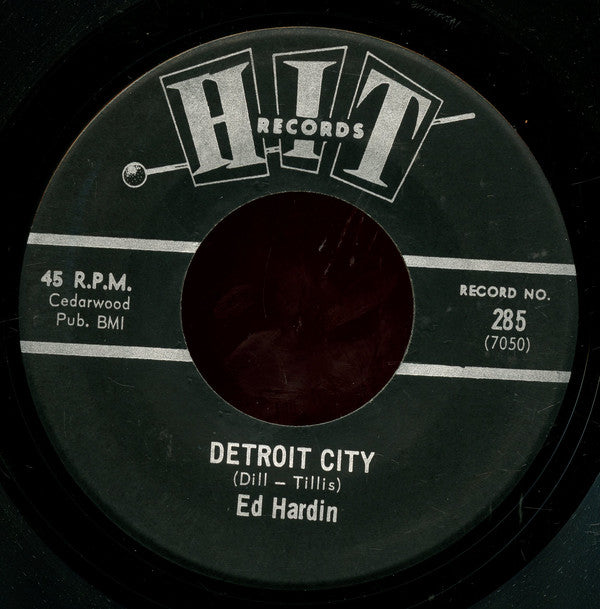 HIT
RECORDS
45 R.P.M.
Cedarwood
Pub. BMI
RECORD NO.
285
(7050)
DETROIT CITY
(Dill – Tillis)
Ed Hardin